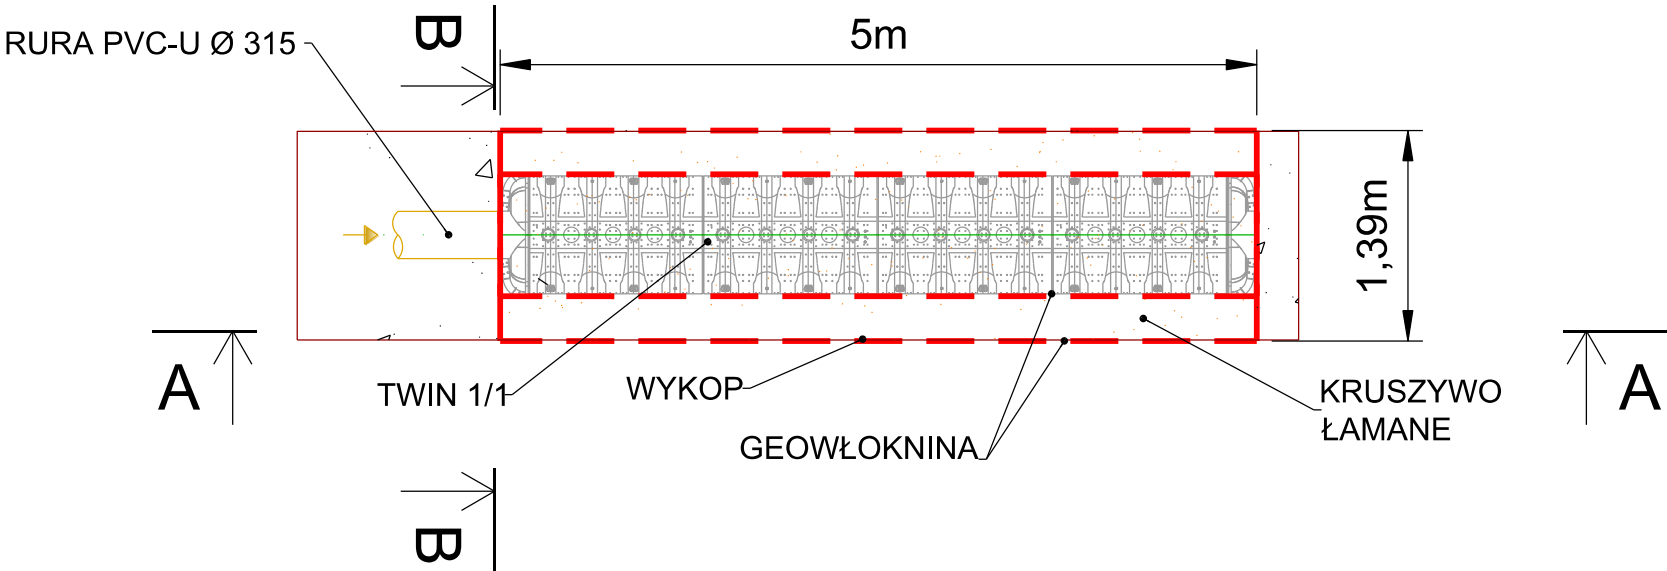 RURA PVC-U Ø 315
B
5m
1,39m
A
TWIN 1/1
WYKOP
GEOWŁOKNINA
KRUSZYWO
ŁAMANE
A
B